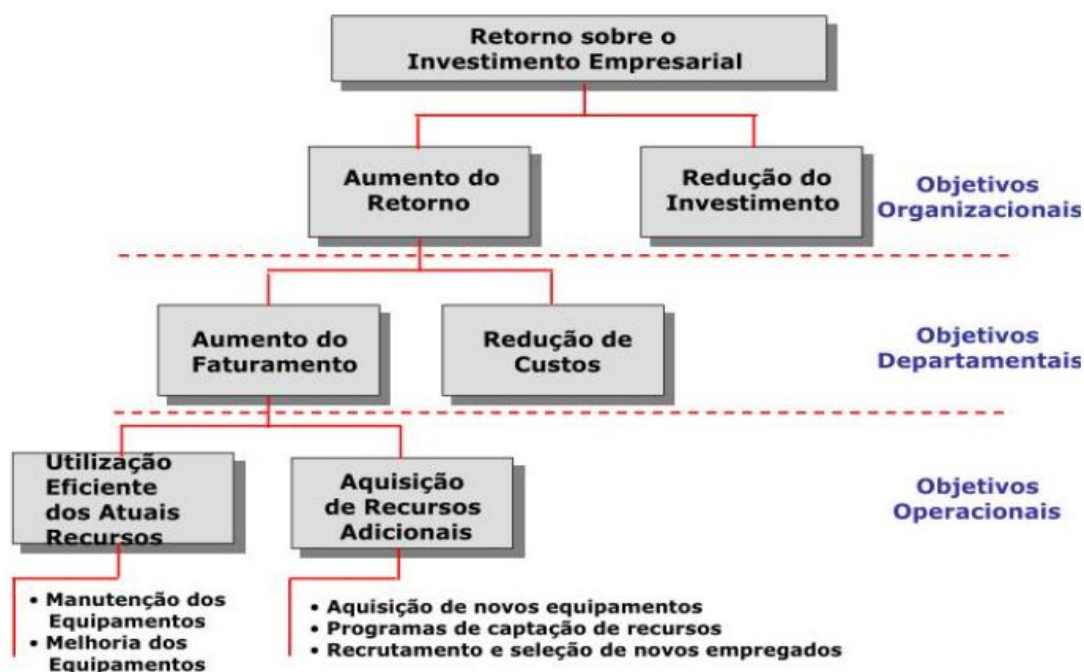 Retorno sobre o
Investimento Empresarial
Aumento do
Retorno
Redução do
Investimento
Objetivos
Organizacionais
Aumento do
Faturamento
Redução de
Custos
Objetivos
Departamentais
Utilização
Eficiente
dos Atuais
Recursos
Aquisição
de Recursos
Adicionais
Objetivos
Operacionais
• Manutenção dos
Equipamentos
• Melhoria dos
Equipamentos
• Aquisição de novos equipamentos
• Programas de captação de recursos
• Recrutamento e seleção de novos empregados